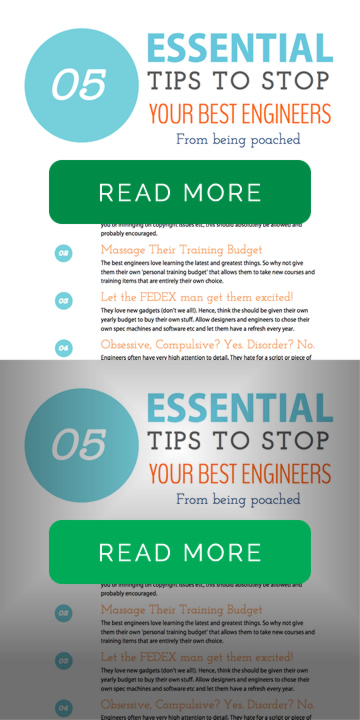 05
ESSENTIAL
TIPS TO STOP
YOUR BEST ENGINEERS
From being poached
READ MORE
you or infringing on copyright issues etc, this should absolutely be allowed and
probably encouraged.
02
Massage Their Training Budget
The best engineers love learning the latest and greatest things. So why not give
them their own 'personal training budget' that allows them to take new courses and
training items that are entirely their own choice.
03
Let the FEDEX man get them excited!
They love new gadgets (don't we all!). Hence, think the should be given their own
yearly budget to buy their own stuff. Allow designers and engineers to chose their
own spec machines and software etc and let them have a refresh every year.
04
Obsessive, Compulsive? Yes. Disorder? No.
Engineers often have very high attention to detail. They hate for a script or piece of
05
ESSENTIAL
TIPS TO STOP
YOUR BEST ENGINEERS
From being poached
READ MORE
you or infringing on copyright issues etc, this should absolutely be allowed and
probably encouraged.
02
Massage Their Training Budget
The best engineers love learning the latest and greatest things. So why not give
them their own 'personal training budget' that allows them to take new courses and
training items that are entirely their own choice.
03
Let the FEDEX man get them excited!
They love new gadgets (don't we all!). Hence, think the should be given their own
yearly budget to buy their own stuff. Allow designers and engineers to chose their
own spec machines and software etc and let them have a refresh every year.
04
Obsessive, Compulsive? Yes. Disorder? No.
Engineers often have very high attention to detail. They hate for a script or piece of